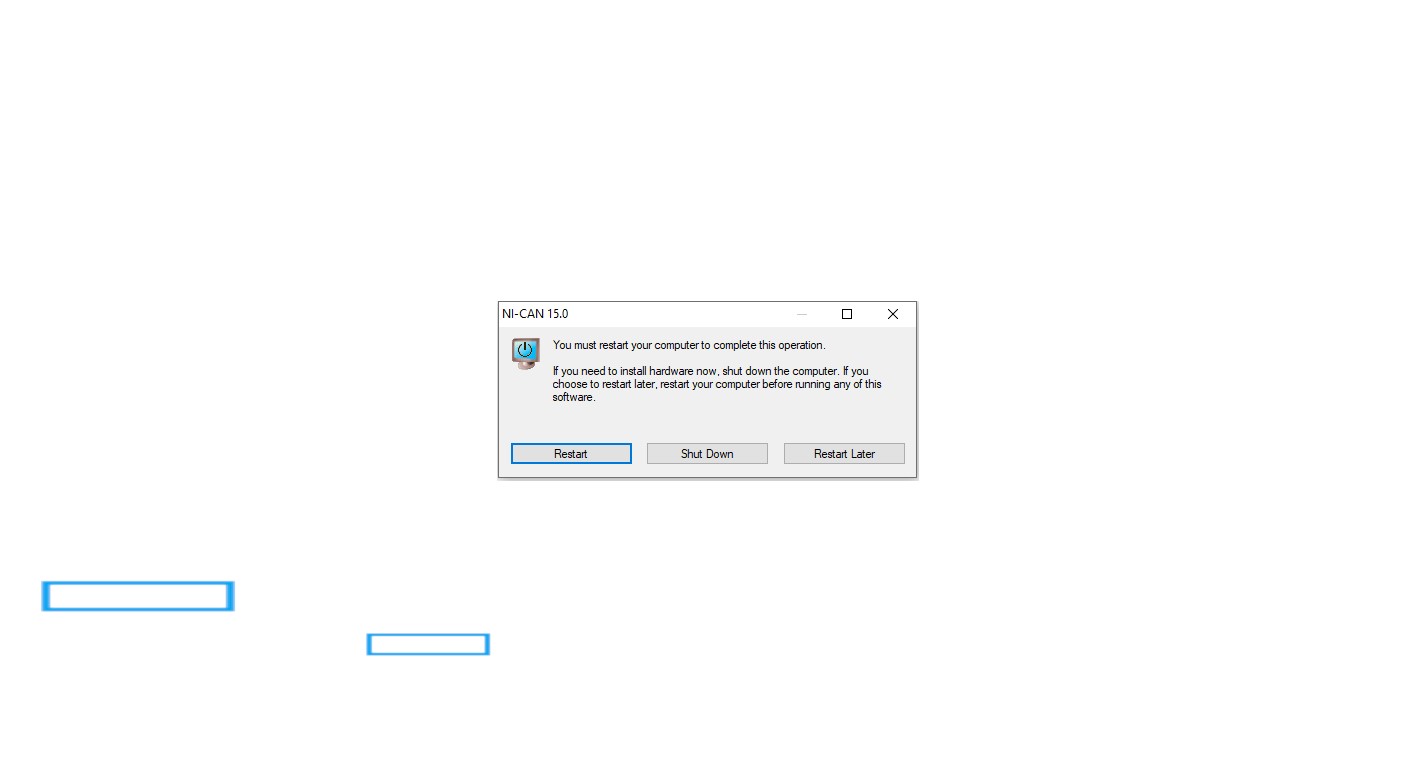 NI-CAN 15.0
You must restart your computer to complete this operation.
If you need to install hardware now, shut down the computer. If you
choose to restart later, restart your computer before running any of this
software.
Restart Shut Down Restart Later